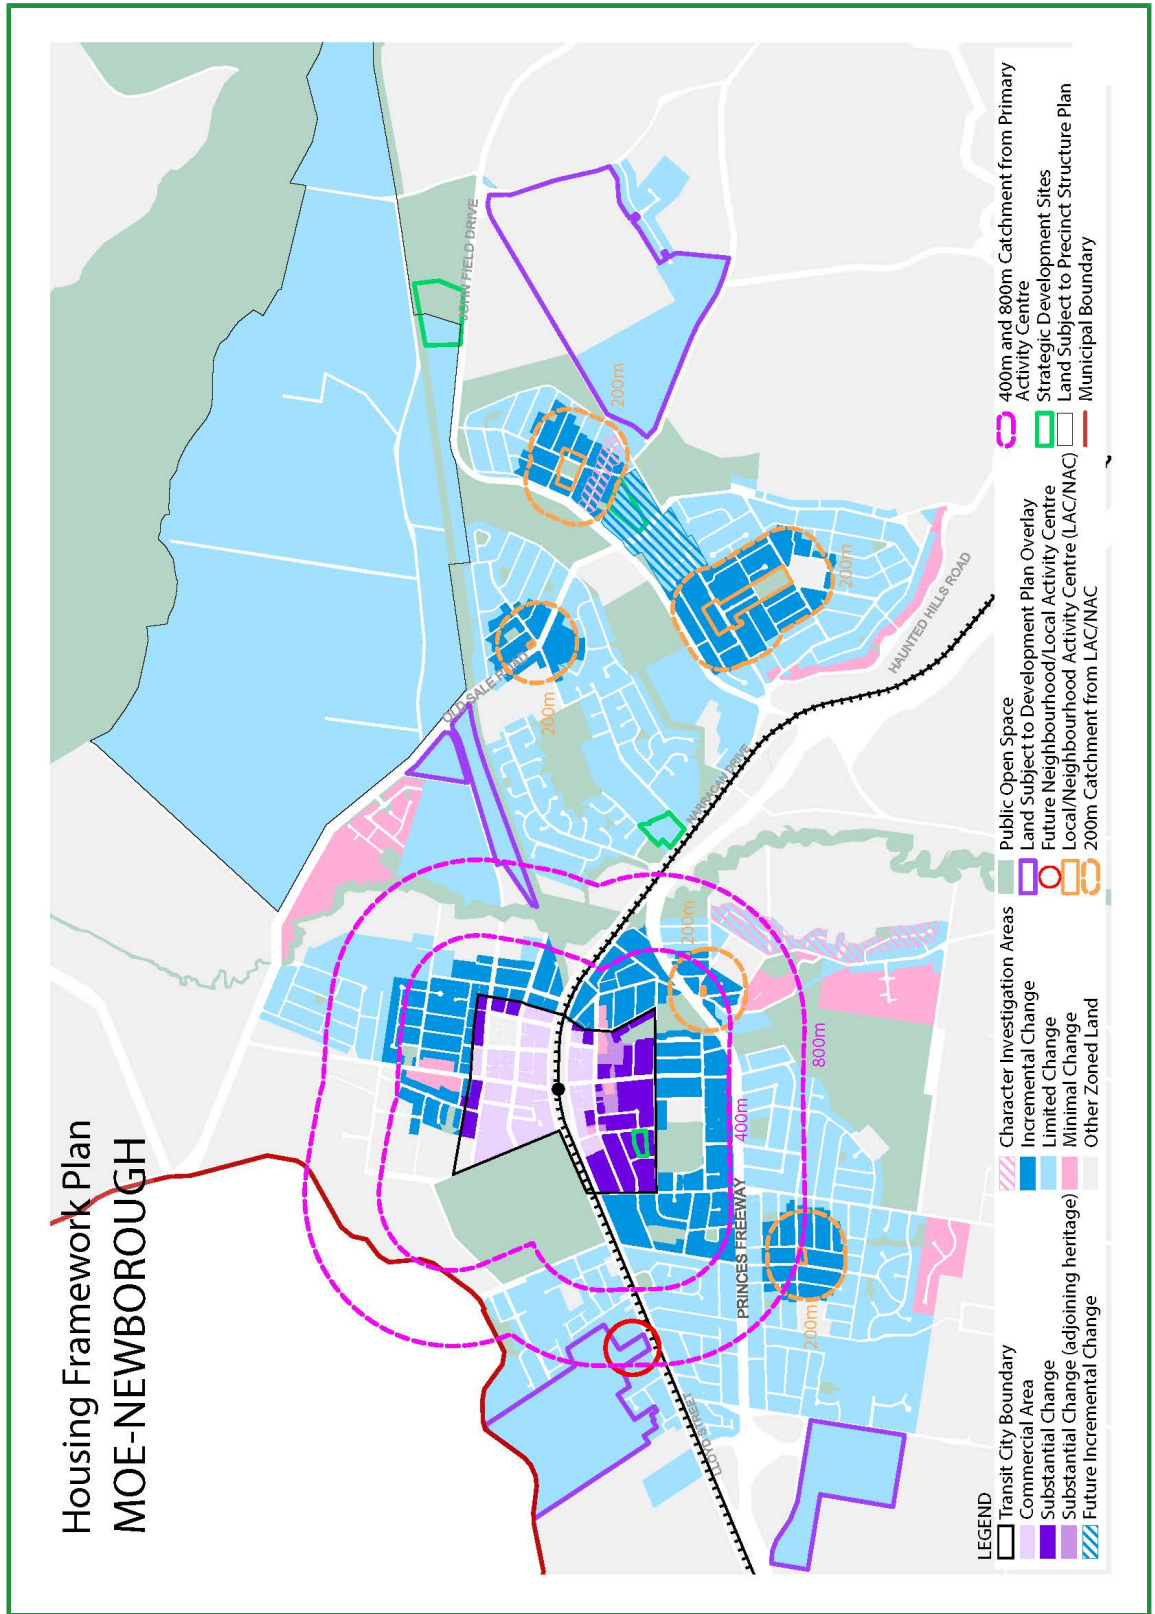 Housing Framework Plan
MOE-NEWBOROUGH
JOHN FIELD DRIVE
OLD SALE ROAD
200m
200m
200m
HAUNTED HILLS ROAD
NARRACAN DRIVE
200m
800m
400m
PRINCES FREEWAY
200m
LLOYD STREET
LEGEND
Transit City Boundary
Commercial Area
Substantial Change
Substantial Change (adjoining heritage)
Future Incremental Change
Character Investigation Areas
Incremental Change
Limited Change
Minimal Change
Other Zoned Land
Public Open Space
Land Subject to Development Plan Overlay
Future Neighbourhood/Local Activity Centre
Local/Neighbourhood Activity Centre (LAC/NAC)
200m Catchment from LAC/NAC
400m and 800m Catchment from Primary
Activity Centre
Strategic Development Sites
Land Subject to Precinct Structure Plan
Municipal Boundary